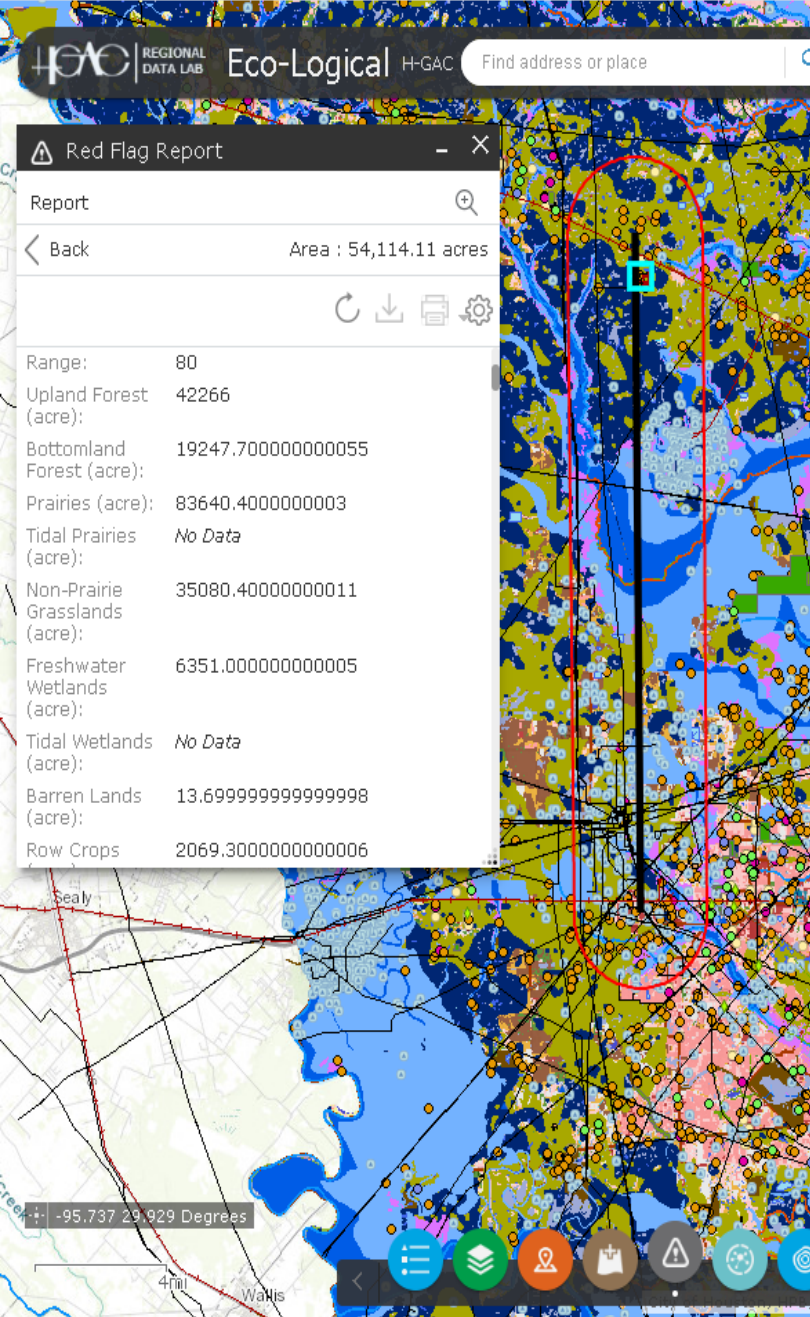 HGAC REGIONAL
DATA LAB
Eco-Logical H-GAC
Find address or place
Red Flag Report
Report
Back Area : 54,114.11 acres
Range: 80
Upland Forest 42266
(acre):
Bottomland 19247.700000000055
Forest (acre):
Prairies (acre): 83640.4000000003
Tidal Prairies No Data
(acre):
Non-Prairie 35080.40000000011
Grasslands
(acre):
Freshwater 6351.000000000005
Wetlands
(acre):
Tidal Wetlands No Data
(acre):
Barren Lands 13.699999999999998
(acre):
Row Crops 2069.3000000000006
Sealy
-95.737 29.929 Degrees
4mi
Wallis